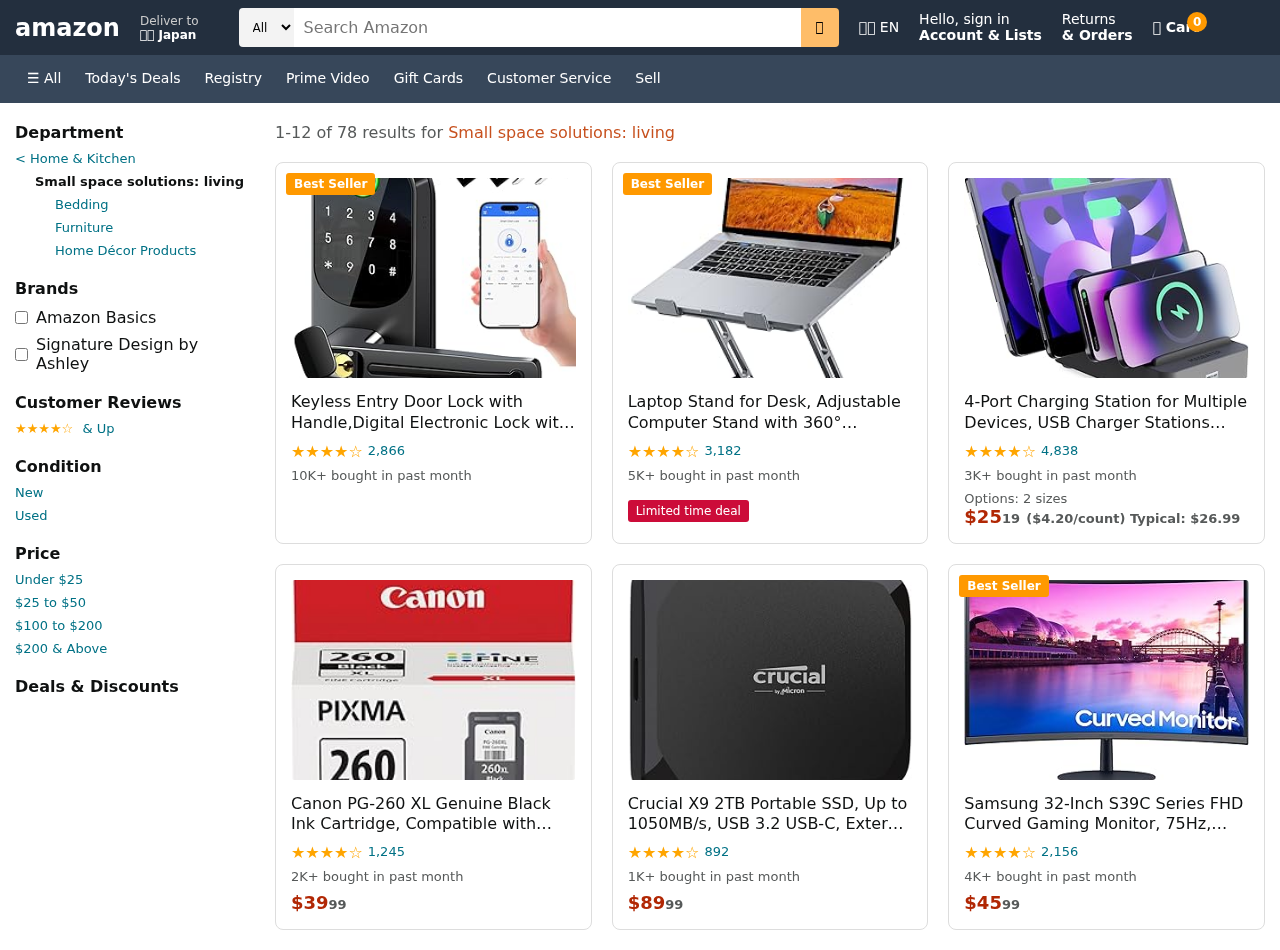 amazon
Deliver to
Japan
All
Search Amazon
EN
Hello, sign in
Account & Lists
Returns
& Orders
0
☰ All
Today's Deals
Registry
Prime Video
Gift Cards
Customer Service
Sell
Department
< Home & Kitchen
Small space solutions: living
Bedding
Furniture
Home Décor Products
Brands
Amazon Basics
Signature Design by
Ashley
Customer Reviews
★★★★☆ & Up
Condition
New
Used
Price
Under $25
$25 to $50
$100 to $200
$200 & Above
Deals & Discounts
1-12 of 78 results for Small space solutions: living
Best Seller
1 2 3 4
5 6 7 8
* 9 0 #
Keyless Entry Door Lock with
Handle,Digital Electronic Lock wit…
★★★★☆ 2,866
10K+ bought in past month
Best Seller
Laptop Stand for Desk, Adjustable
Computer Stand with 360°…
★★★★☆ 3,182
5K+ bought in past month
Limited time deal
4-Port Charging Station for Multiple
Devices, USB Charger Stations…
★★★★☆ 4,838
3K+ bought in past month
Options: 2 sizes
$2519 ($4.20/count) Typical: $26.99
Canon
260
Black
XL
FINE
FINE Cartridge
XL
PIXMA
260
Canon
PG-260XL
260XL
Black
Canon PG-260 XL Genuine Black
Ink Cartridge, Compatible with…
★★★★☆ 1,245
2K+ bought in past month
$3999
crucial
by Micron
Crucial X9 2TB Portable SSD, Up to
1050MB/s, USB 3.2 USB-C, Exter…
★★★★☆ 892
1K+ bought in past month
$8999
Best Seller
Curved Monitor
Samsung 32-Inch S39C Series FHD
Curved Gaming Monitor, 75Hz,…
★★★★☆ 2,156
4K+ bought in past month
$4599